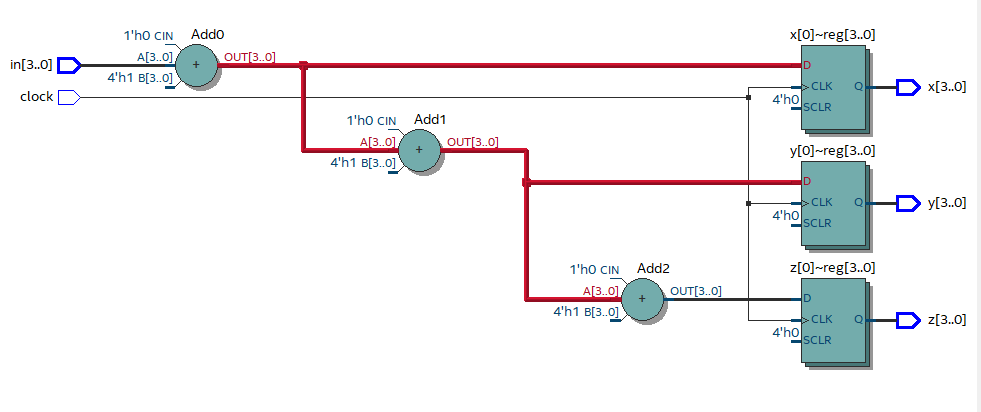 Add0
1'h0 CIN
in[3..0]
A[3..0]
OUT[3..0]
4'h1 B[3..0]
+
clock
x[0]~reg[3..0]
D
CLK
Q
x[3..0]
4'h0
SCLR
Add1
1'h0 CIN
A[3..0]
OUT[3..0]
4'h1 B[3..0]
+
y[0]~reg[3..0]
D
CLK
Q
y[3..0]
4'h0
SCLR
Add2
1'h0 CIN
A[3..0]
OUT[3..0]
4'h1 B[3..0]
+
z[0]~reg[3..0]
D
CLK
Q
z[3..0]
4'h0
SCLR